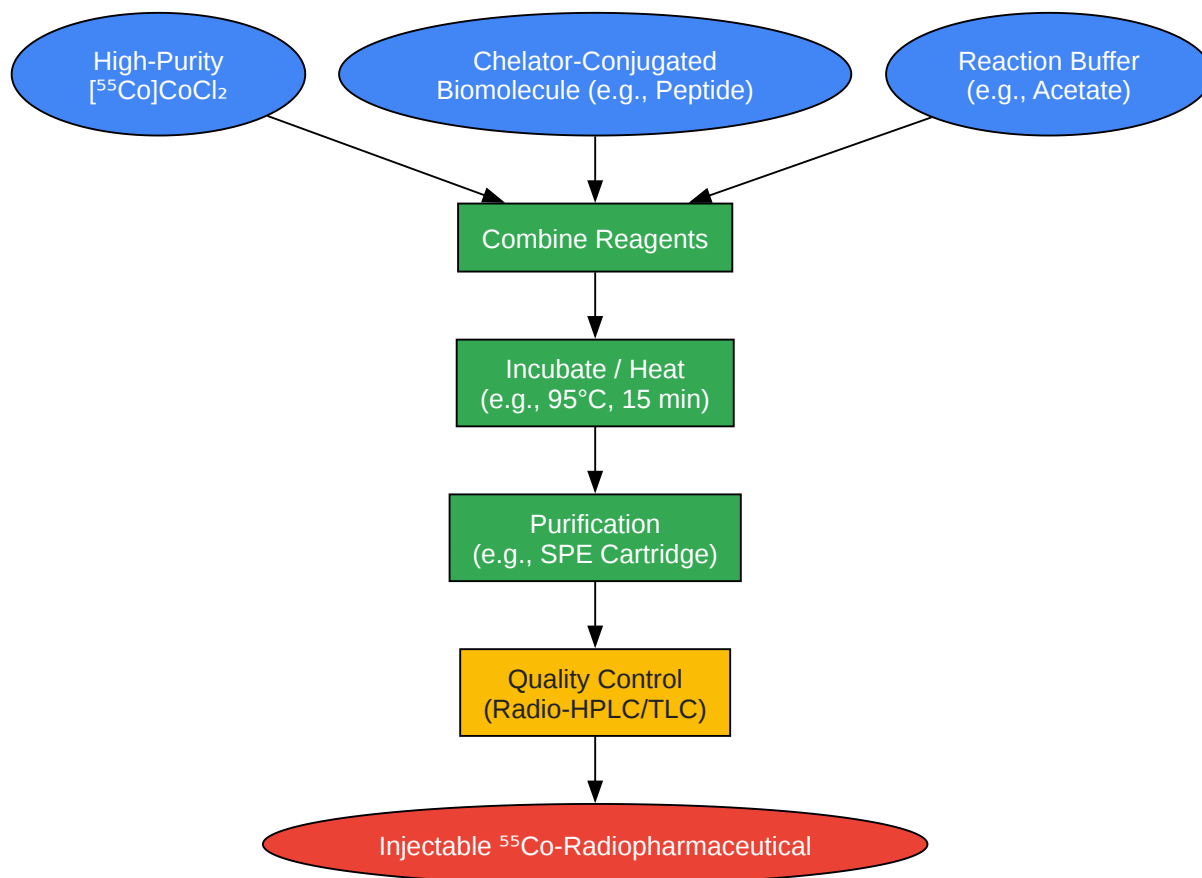 High-Purity
[⁵⁵Co]CoCl₂
Chelator-Conjugated
Biomolecule (e.g., Peptide)
Reaction Buffer
(e.g., Acetate)
Combine Reagents
Incubate / Heat
(e.g., 95°C, 15 min)
Purification
(e.g., SPE Cartridge)
Quality Control
(Radio-HPLC/TLC)
Injectable ⁵⁵Co-Radiopharmaceutical